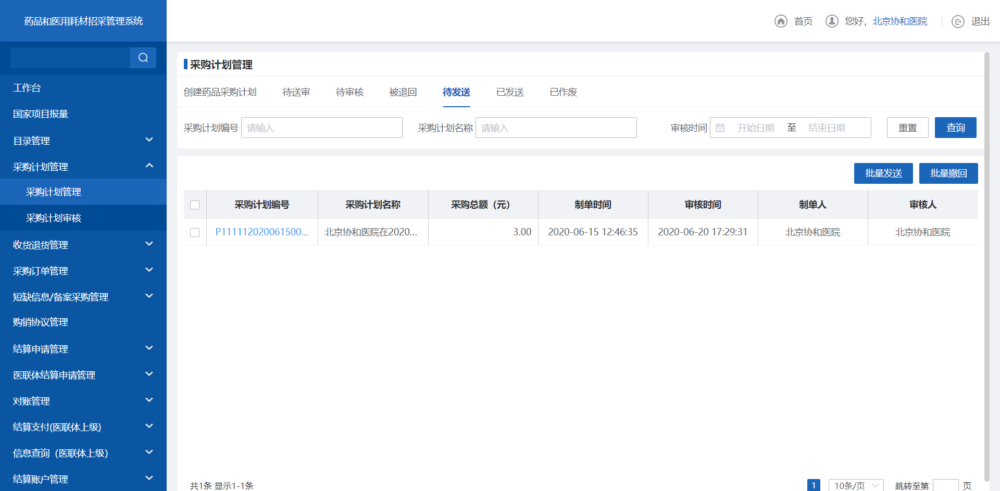 药品和医用耗材招采管理系统
首页
您好，北京协和医院
退出
工作台
国家项目报量
目录管理
采购计划管理
采购计划管理
采购计划审核
收货退货管理
采购订单管理
短缺信息/备案采购管理
购销协议管理
结算申请管理
医联体结算申请管理
对账管理
结算支付(医联体上级)
信息查询（医联体上级）
结算账户管理
采购计划管理
创建药品采购计划 待送审 待审核 被退回 待发送 已发送 已作废
采购计划编号 请输入 采购计划名称 请输入 审核时间 开始日期 至 结束日期 重置 查询
批量发送 批量撤回
采购计划编号 采购计划名称 采购总额（元） 制单时间 审核时间 制单人 审核人
P111112020061500... 北京协和医院在2020... 3.00 2020-06-15 12:46:35 2020-06-20 17:29:31 北京协和医院 北京协和医院
共1条 显示1-1条 1 10条/页 跳转至第 页